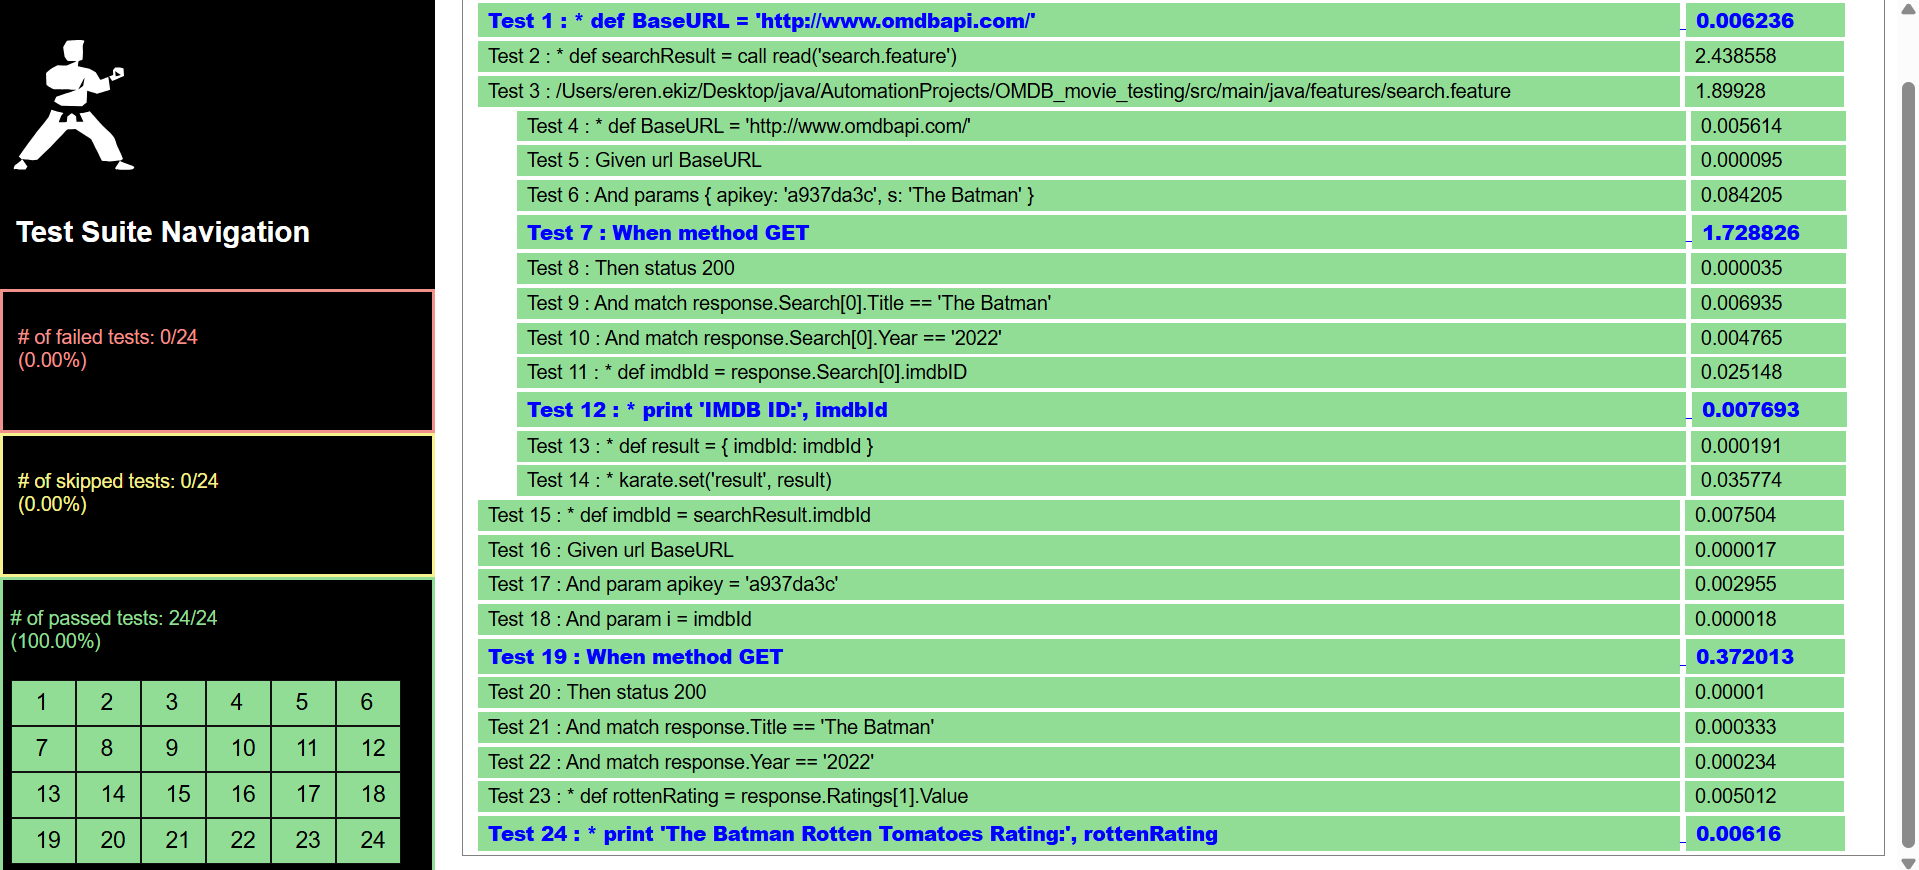 Test Suite Navigation
# of failed tests: 0/24
(0.00%)
# of skipped tests: 0/24
(0.00%)
# of passed tests: 24/24
(100.00%)
1 2 3 4 5 6
7 8 9 10 11 12
13 14 15 16 17 18
19 20 21 22 23 24
Test 1 : * def BaseURL = 'http://www.omdbapi.com/' 0.006236
Test 2 : * def searchResult = call read('search.feature') 2.438558
Test 3 : /Users/eren.ekiz/Desktop/java/AutomationProjects/OMDB_movie_testing/src/main/java/features/search.feature 1.89928
Test 4 : * def BaseURL = 'http://www.omdbapi.com/' 0.005614
Test 5 : Given url BaseURL 0.000095
Test 6 : And params { apikey: 'a937da3c', s: 'The Batman' } 0.084205
Test 7 : When method GET 1.728826
Test 8 : Then status 200 0.000035
Test 9 : And match response.Search[0].Title == 'The Batman' 0.006935
Test 10 : And match response.Search[0].Year == '2022' 0.004765
Test 11 : * def imdbId = response.Search[0].imdbID 0.025148
Test 12 : * print 'IMDB ID:', imdbId 0.007693
Test 13 : * def result = { imdbId: imdbId } 0.000191
Test 14 : * karate.set('result', result) 0.035774
Test 15 : * def imdbId = searchResult.imdbId 0.007504
Test 16 : Given url BaseURL 0.000017
Test 17 : And param apikey = 'a937da3c' 0.002955
Test 18 : And param i = imdbId 0.000018
Test 19 : When method GET 0.372013
Test 20 : Then status 200 0.00001
Test 21 : And match response.Title == 'The Batman' 0.000333
Test 22 : And match response.Year == '2022' 0.000234
Test 23 : * def rottenRating = response.Ratings[1].Value 0.005012
Test 24 : * print 'The Batman Rotten Tomatoes Rating:', rottenRating 0.00616